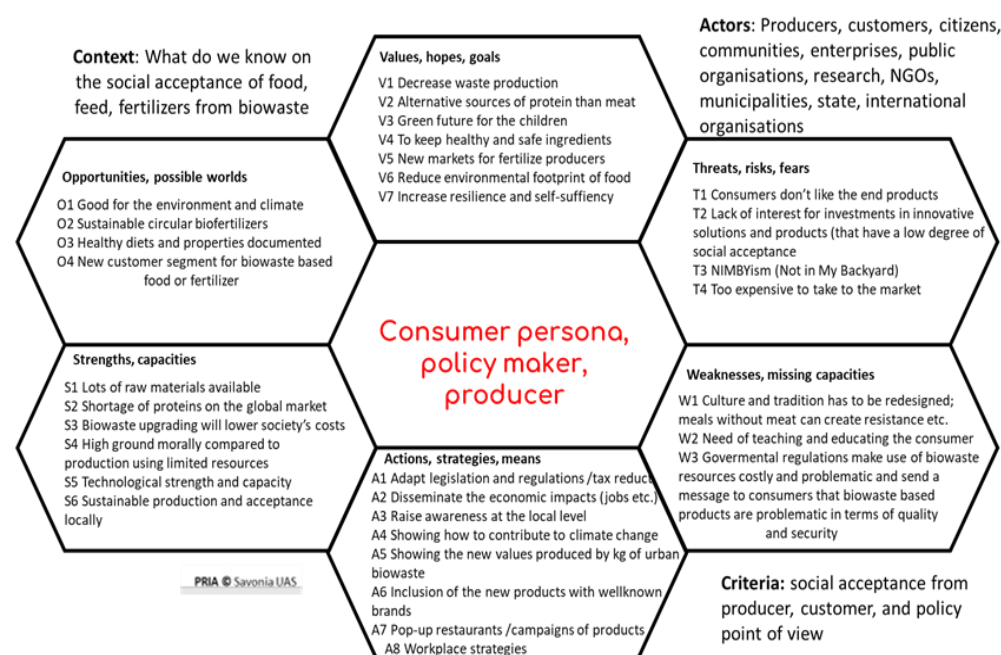 Context: What do we know on
the social acceptance of food,
feed, fertilizers from biowaste
Values, hopes, goals
V1 Decrease waste production
V2 Alternative sources of protein than meat
V3 Green future for the children
V4 To keep healthy and safe ingredients
V5 New markets for fertilize producers
V6 Reduce environmental footprint of food
V7 Increase resilience and self-suffiency
Actors: Producers, customers, citizens,
communities, enterprises, public
organisations, research, NGOs,
municipalities, state, international
organisations
Opportunities, possible worlds
O1 Good for the environment and climate
O2 Sustainable circular biofertilizers
O3 Healthy diets and properties documented
O4 New customer segment for biowaste based
food or fertilizer
Threats, risks, fears
T1 Consumers don't like the end products
T2 Lack of interest for investments in innovative
solutions and products (that have a low degree of
social acceptance
T3 NIMBYism (Not in My Backyard)
T4 Too expensive to take to the market
Consumer persona,
policy maker,
producer
Strengths, capacities
S1 Lots of raw materials available
S2 Shortage of proteins on the global market
S3 Biowaste upgrading will lower society's costs
S4 High ground morally compared to
production using limited resources
S5 Technological strength and capacity
S6 Sustainable production and acceptance
locally
Weaknesses, missing capacities
W1 Culture and tradition has to be redesigned;
meals without meat can create resistance etc.
W2 Need of teaching and educating the consumer
W3 Govermental regulations make use of biowaste
resources costly and problematic and send a
message to consumers that biowaste based
products are problematic in terms of quality
and security
Actions, strategies, means
A1 Adapt legislation and regulations /tax reduct
A2 Disseminate the economic impacts (jobs etc.)
A3 Raise awareness at the local level
A4 Showing how to contribute to climate change
A5 Showing the new values produced by kg of urban
biowaste
A6 Inclusion of the new products with wellknown
brands
A7 Pop-up restaurants /campaigns of products
A8 Workplace strategies
PRIA © Savonia UAS
Criteria: social acceptance from
producer, customer, and policy
point of view